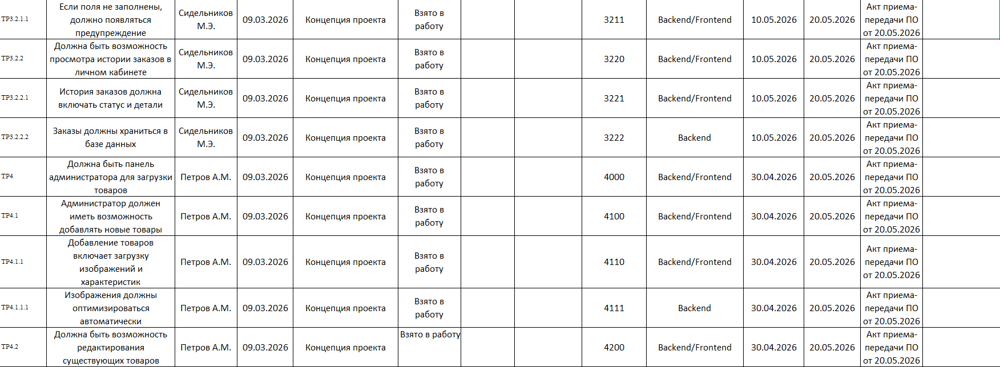 ТР3.2.1.1
Если поля не заполнены,
должно появляться
предупреждение
Сидельников
М.Э.
09.03.2026
Концепция проекта
Взято в
работу
3211
Backend/Frontend
10.05.2026
20.05.2026
Акт приема-
передачи ПО
от 20.05.2026
ТР3.2.2
Должна быть возможность
просмотра истории заказов в
личном кабинете
Сидельников
М.Э.
09.03.2026
Концепция проекта
Взято в
работу
3220
Backend/Frontend
10.05.2026
20.05.2026
Акт приема-
передачи ПО
от 20.05.2026
ТР3.2.2.1
История заказов должна
включать статус и детали
Сидельников
М.Э.
09.03.2026
Концепция проекта
Взято в
работу
3221
Backend/Frontend
10.05.2026
20.05.2026
Акт приема-
передачи ПО
от 20.05.2026
ТР3.2.2.2
Заказы должны храниться в
базе данных
Сидельников
М.Э.
09.03.2026
Концепция проекта
Взято в
работу
3222
Backend
10.05.2026
20.05.2026
Акт приема-
передачи ПО
от 20.05.2026
ТР4
Должна быть панель
администратора для загрузки
товаров
Петров А.М.
09.03.2026
Концепция проекта
Взято в
работу
4000
Backend/Frontend
30.04.2026
20.05.2026
Акт приема-
передачи ПО
от 20.05.2026
ТР4.1
Администратор должен
иметь возможность
добавлять новые товары
Петров А.М.
09.03.2026
Концепция проекта
Взято в
работу
4100
Backend/Frontend
30.04.2026
20.05.2026
Акт приема-
передачи ПО
от 20.05.2026
ТР4.1.1
Добавление товаров
включает загрузку
изображений и
характеристик
Петров А.М.
09.03.2026
Концепция проекта
Взято в
работу
4110
Backend/Frontend
30.04.2026
20.05.2026
Акт приема-
передачи ПО
от 20.05.2026
ТР4.1.1.1
Изображения должны
оптимизироваться
автоматически
Петров А.М.
09.03.2026
Концепция проекта
Взято в
работу
4111
Backend
30.04.2026
20.05.2026
Акт приема-
передачи ПО
от 20.05.2026
ТР4.2
Должна быть возможность
редактирования
существующих товаров
Петров А.М.
09.03.2026
Концепция проекта
Взято в работу
4200
Backend/Frontend
30.04.2026
20.05.2026
Акт приема-
передачи ПО
от 20.05.2026